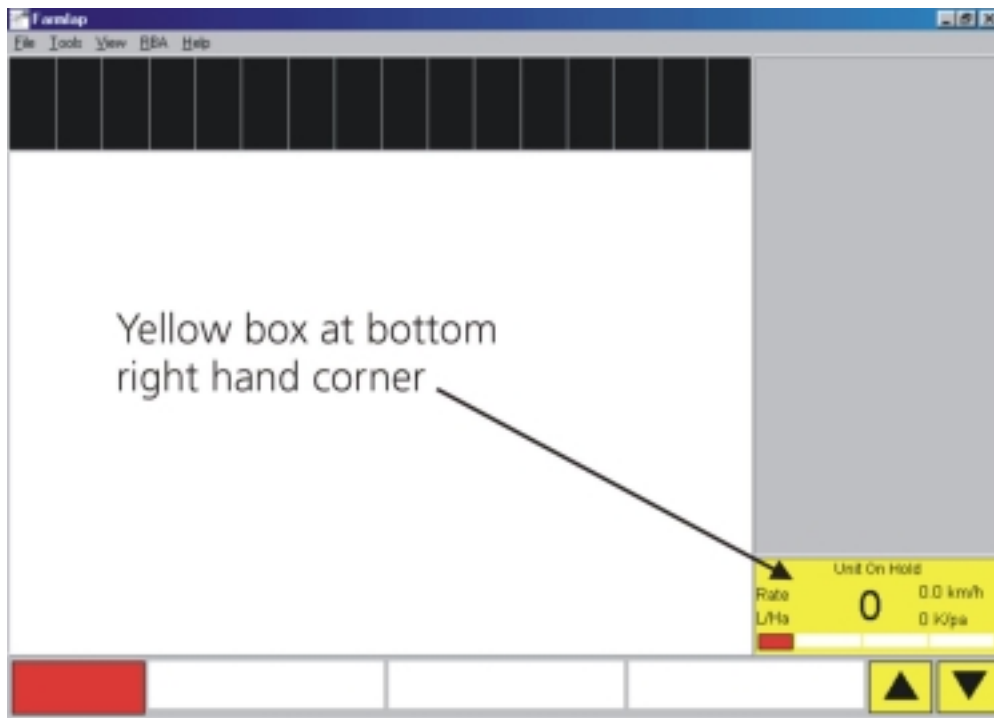 Farmlap
File Tools View RBA Help
Yellow box at bottom
right hand corner
Unit On Hold
Rate 0 0.0 km/h
L/Ha 0 K/pa